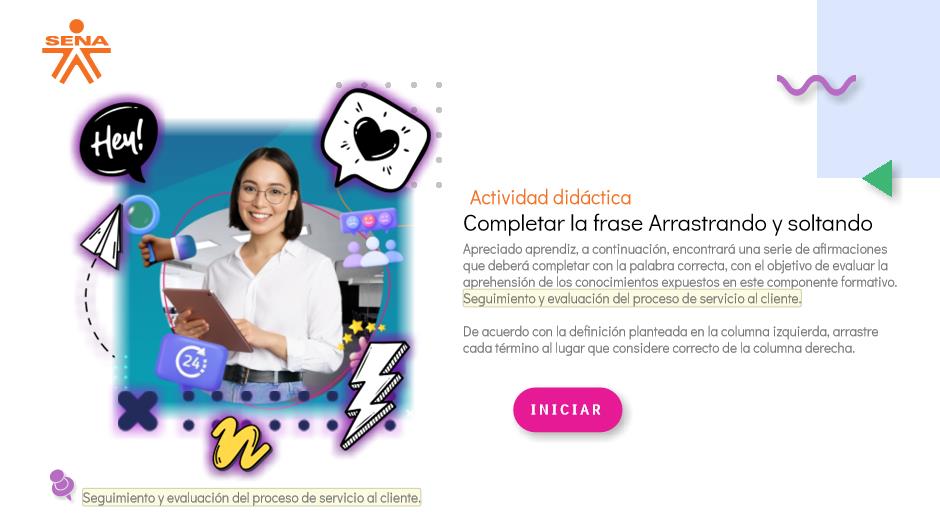 SENA
Hey!
Actividad didáctica
Completar la frase Arrastrando y soltando
Apreciado aprendiz, a continuación, encontrará una serie de afirmaciones
que deberá completar con la palabra correcta, con el objetivo de evaluar la
aprehensión de los conocimientos expuestos en este componente formativo.
Seguimiento y evaluación del proceso de servicio al cliente.
De acuerdo con la definición planteada en la columna izquierda, arrastre
cada término al lugar que considere correcto de la columna derecha.
24
INICIAR
Seguimiento y evaluación del proceso de servicio al cliente.